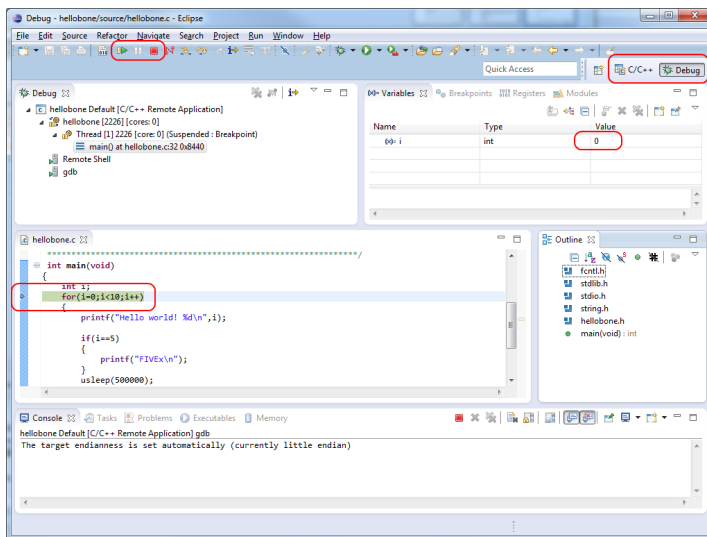 Debug - hellobone/source/hellobone.c - Eclipse
File Edit Source Refactor Navigate Search Project Run Window Help
Quick Access
C/C++ Debug
Debug
hellobone Default [C/C++ Remote Application]
hellobone [2226] [cores: 0]
Thread [1] 2226 [core: 0] (Suspended : Breakpoint)
main() at hellobone.c:32 0x8440
Remote Shell
gdb
(x)= Variables Breakpoints Registers Modules
Name Type Value
(x)= i int 0
hellobone.c
******************************************************************/
int main(void)
{
int i;
for(i=0;i<10;i++)
{
printf("Hello world! %d\n",i);
if(i==5)
{
printf("FIVEx\n");
}
usleep(500000);
Outline
fcntl.h
stdlib.h
stdio.h
string.h
hellobone.h
main(void) : int
Console Tasks Problems Executables Memory
hellobone Default [C/C++ Remote Application] gdb
The target endianness is set automatically (currently little endian)